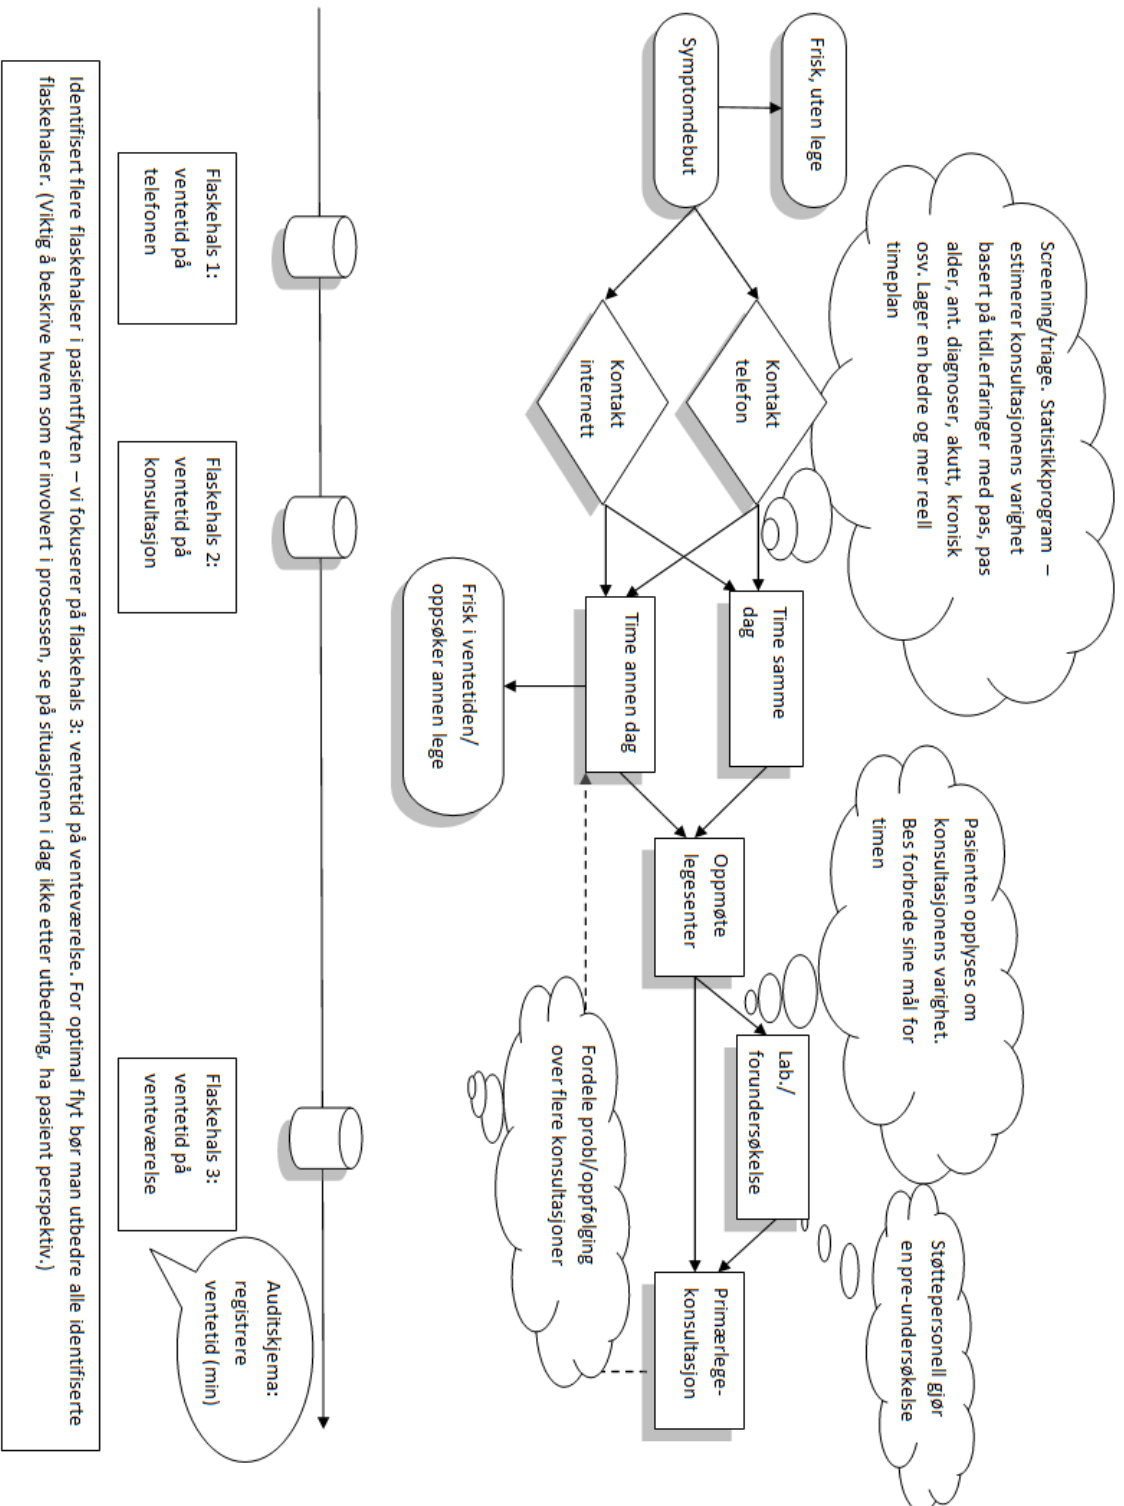 Screening/triage. Statistikkprogram –
estimerer konsultasjonens varighet
basert på tidl.erfaringer med pas, pas
alder, ant. diagnoser, akutt, kronisk
osv. Lager en bedre og mer reell
timeplan
Pasienten opplyses om
konsultasjonens varighet.
Bes forbrede sine mål for
timen
Støttepersonell gjør
en pre-undersøkelse
Frisk, uten lege
Symptomdebut
Kontakt
telefon
Kontakt
internett
Time samme
dag
Time annen dag
Frisk i ventetiden/
oppsøker annen lege
Oppmøte
legesenter
Lab./
forundersøkelse
Primærlege-
konsultasjon
Fordele probl/oppfølging
over flere konsultasjoner
Flaskehals 1:
ventetid på
telefonen
Flaskehals 2:
ventetid på
konsultasjon
Flaskehals 3:
ventetid på
venteværelse
Auditskjema:
registrere
ventetid (min)
Identifisert flere flaskehalser i pasientflyten – vi fokuserer på flaskehals 3: ventetid på venteværelse. For optimal flyt bør man utbedre alle identifiserte
flaskehalser. (Viktig å beskrive hvem som er involvert i prosessen, se på situasjonen i dag ikke etter utbedring, ha pasient perspektiv.)